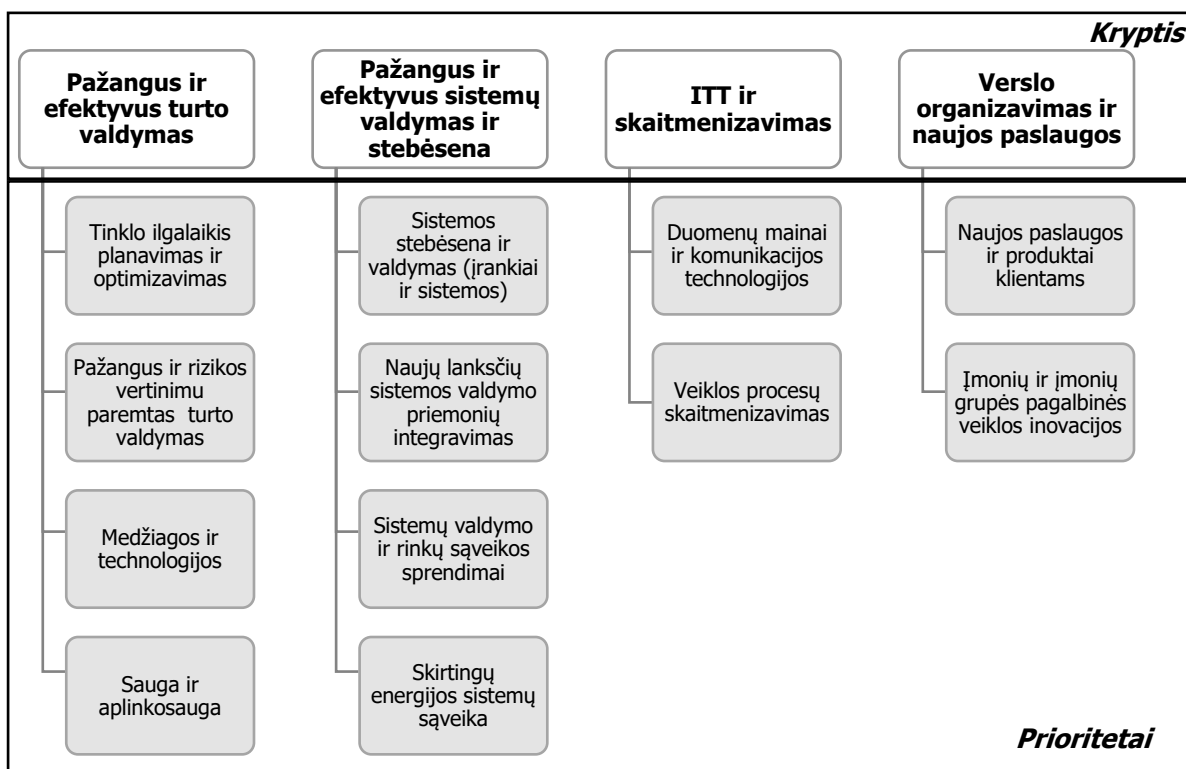 Kryptis
Pažangus ir
efektyvus turto
valdymas
Pažangus ir
efektyvus sistemų
valdymas ir
stebėsena
ITT ir
skaitmenizavimas
Verslo
organizavimas ir
naujos paslaugos
Tinklo ilgalaikis
planavimas ir
optimizavimas
Pažangus ir rizikos
vertinimu
paremtas turto
valdymas
Medžiagos ir
technologijos
Sauga ir
aplinkosauga
Sistemos
stebėsena ir
valdymas (įrankiai
ir sistemos)
Naujų lanksčių
sistemos valdymo
priemonių
integravimas
Sistemų valdymo
ir rinkų sąveikos
sprendimai
Skirtingų
energijos sistemų
sąveika
Duomenų mainai
ir komunikacijos
technologijos
Veiklos procesų
skaitmenizavimas
Naujos paslaugos
ir produktai
klientams
Įmonių ir įmonių
grupės pagalbinės
veiklos inovacijos
Prioritetai